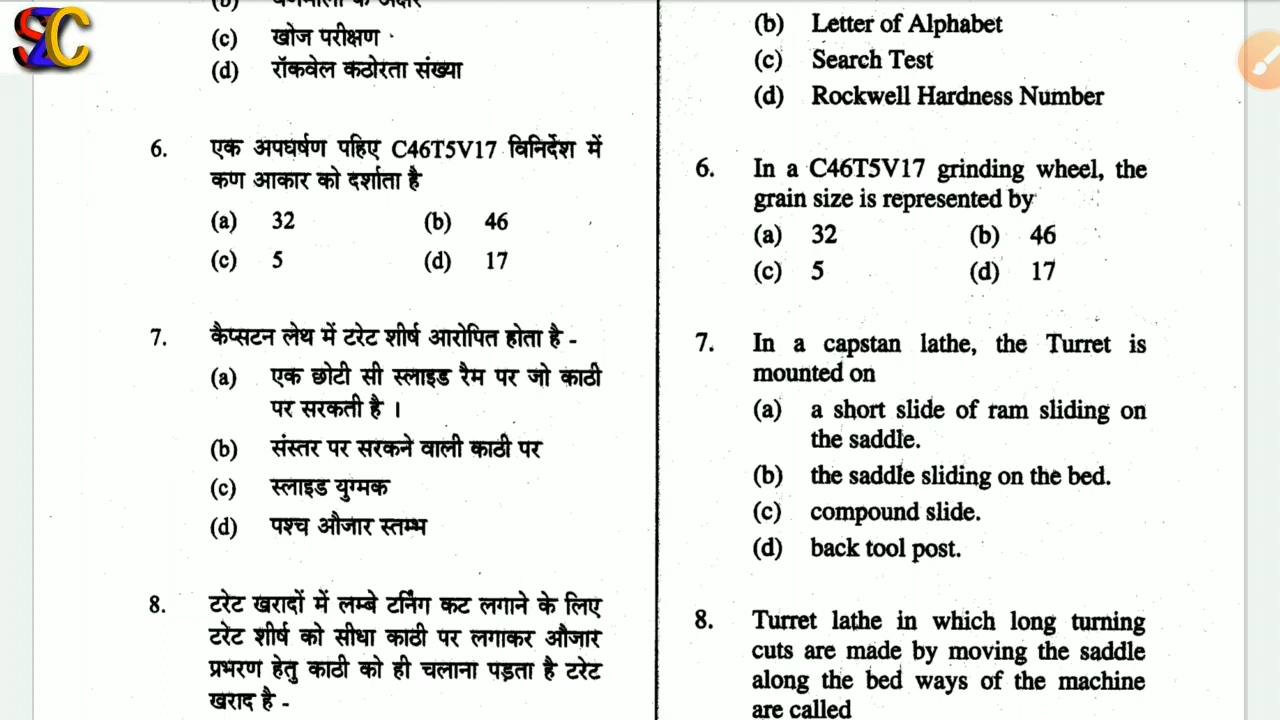 SZC
(b) वर्णमाला के अक्षर
(c) खोज परीक्षण
(d) रॉकवेल कठोरता संख्या
6. एक अपघर्षण पहिए C46T5V17 विनिर्देश में
कण आकार को दर्शाता है
(a) 32 (b) 46
(c) 5 (d) 17
7. कैप्सटन लेथ में टरेट शीर्ष आरोपित होता है -
(a) एक छोटी सी स्लाइड रैम पर जो काठी
पर सरकती है ।
(b) संस्तर पर सरकने वाली काठी पर
(c) स्लाइड युग्मक
(d) पश्च औजार स्तम्भ
8. टरेट खरादों में लम्बे टर्निंग कट लगाने के लिए
टरेट शीर्ष को सीधा काठी पर लगाकर औजार
प्रभरण हेतु काठी को ही चलाना पड़ता है टरेट
खराद है -
(b) Letter of Alphabet
(c) Search Test
(d) Rockwell Hardness Number
6. In a C46T5V17 grinding wheel, the
grain size is represented by
(a) 32 (b) 46
(c) 5 (d) 17
7. In a capstan lathe, the Turret is
mounted on
(a) a short slide of ram sliding on
the saddle.
(b) the saddle sliding on the bed.
(c) compound slide.
(d) back tool post.
8. Turret lathe in which long turning
cuts are made by moving the saddle
along the bed ways of the machine
are called